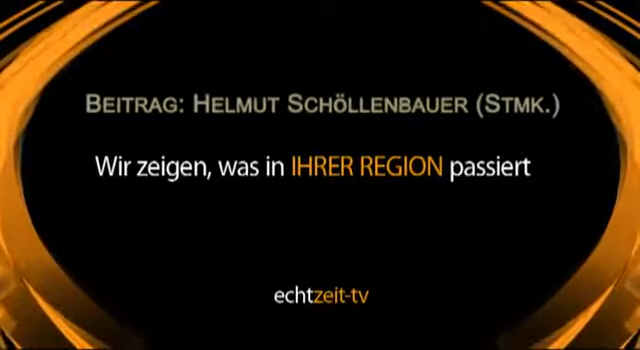 BEITRAG: HELMUT SCHÖLLENBAUER (STMK.)
Wir zeigen, was in IHRER REGION passiert
echtzeit-tv